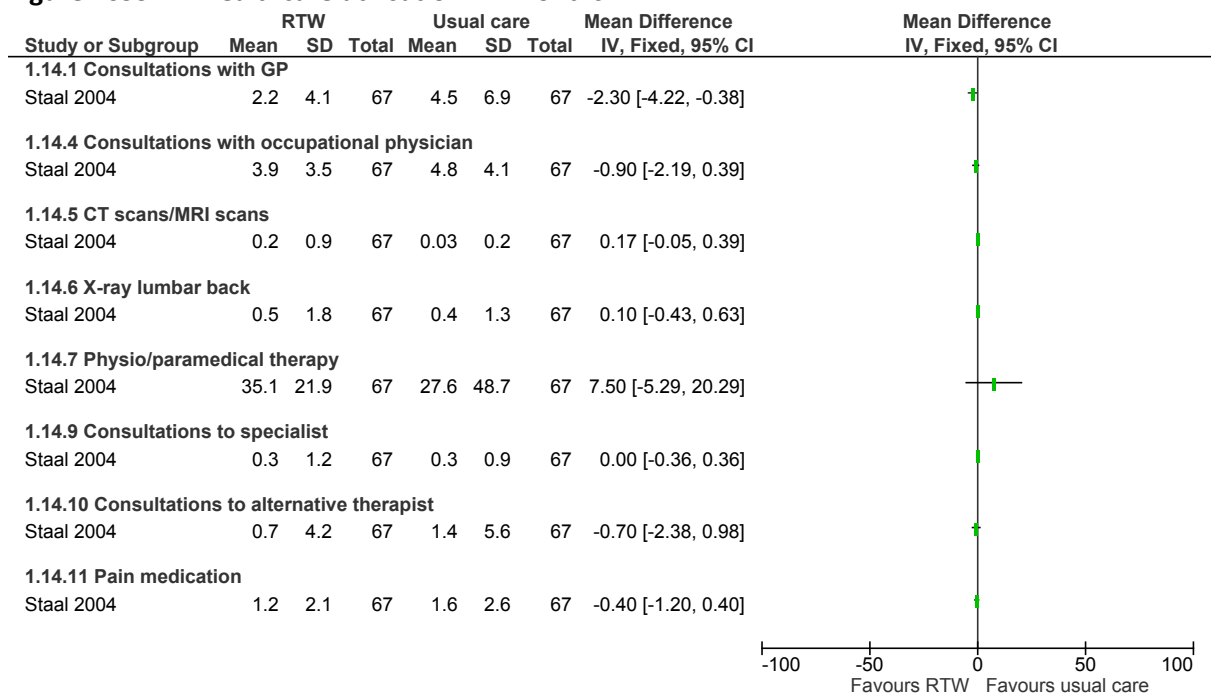 RTW Usual care Mean Difference Mean Difference
Study or Subgroup Mean SD Total Mean SD Total IV, Fixed, 95% CI IV, Fixed, 95% CI
1.14.1 Consultations with GP
Staal 2004 2.2 4.1 67 4.5 6.9 67 -2.30 [-4.22, -0.38]
1.14.4 Consultations with occupational physician
Staal 2004 3.9 3.5 67 4.8 4.1 67 -0.90 [-2.19, 0.39]
1.14.5 CT scans/MRI scans
Staal 2004 0.2 0.9 67 0.03 0.2 67 0.17 [-0.05, 0.39]
1.14.6 X-ray lumbar back
Staal 2004 0.5 1.8 67 0.4 1.3 67 0.10 [-0.43, 0.63]
1.14.7 Physio/paramedical therapy
Staal 2004 35.1 21.9 67 27.6 48.7 67 7.50 [-5.29, 20.29]
1.14.9 Consultations to specialist
Staal 2004 0.3 1.2 67 0.3 0.9 67 0.00 [-0.36, 0.36]
1.14.10 Consultations to alternative therapist
Staal 2004 0.7 4.2 67 1.4 5.6 67 -0.70 [-2.38, 0.98]
1.14.11 Pain medication
Staal 2004 1.2 2.1 67 1.6 2.6 67 -0.40 [-1.20, 0.40]
-100 -50 0 50 100
Favours RTW Favours usual care